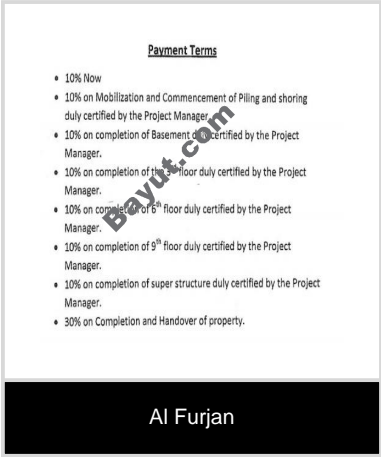 Payment Terms
• 10% Now
• 10% on Mobilization and Commencement of Piling and shoring
duly certified by the Project Manager.
• 10% on completion of Basement duly certified by the Project
Manager.
• 10% on completion of the 3rd floor duly certified by the Project
Manager.
• 10% on completion of 6th floor duly certified by the Project
Manager.
• 10% on completion of 9th floor duly certified by the Project
Manager.
• 10% on completion of super structure duly certified by the Project
Manager.
• 30% on Completion and Handover of property.
Bayut.com
Al Furjan